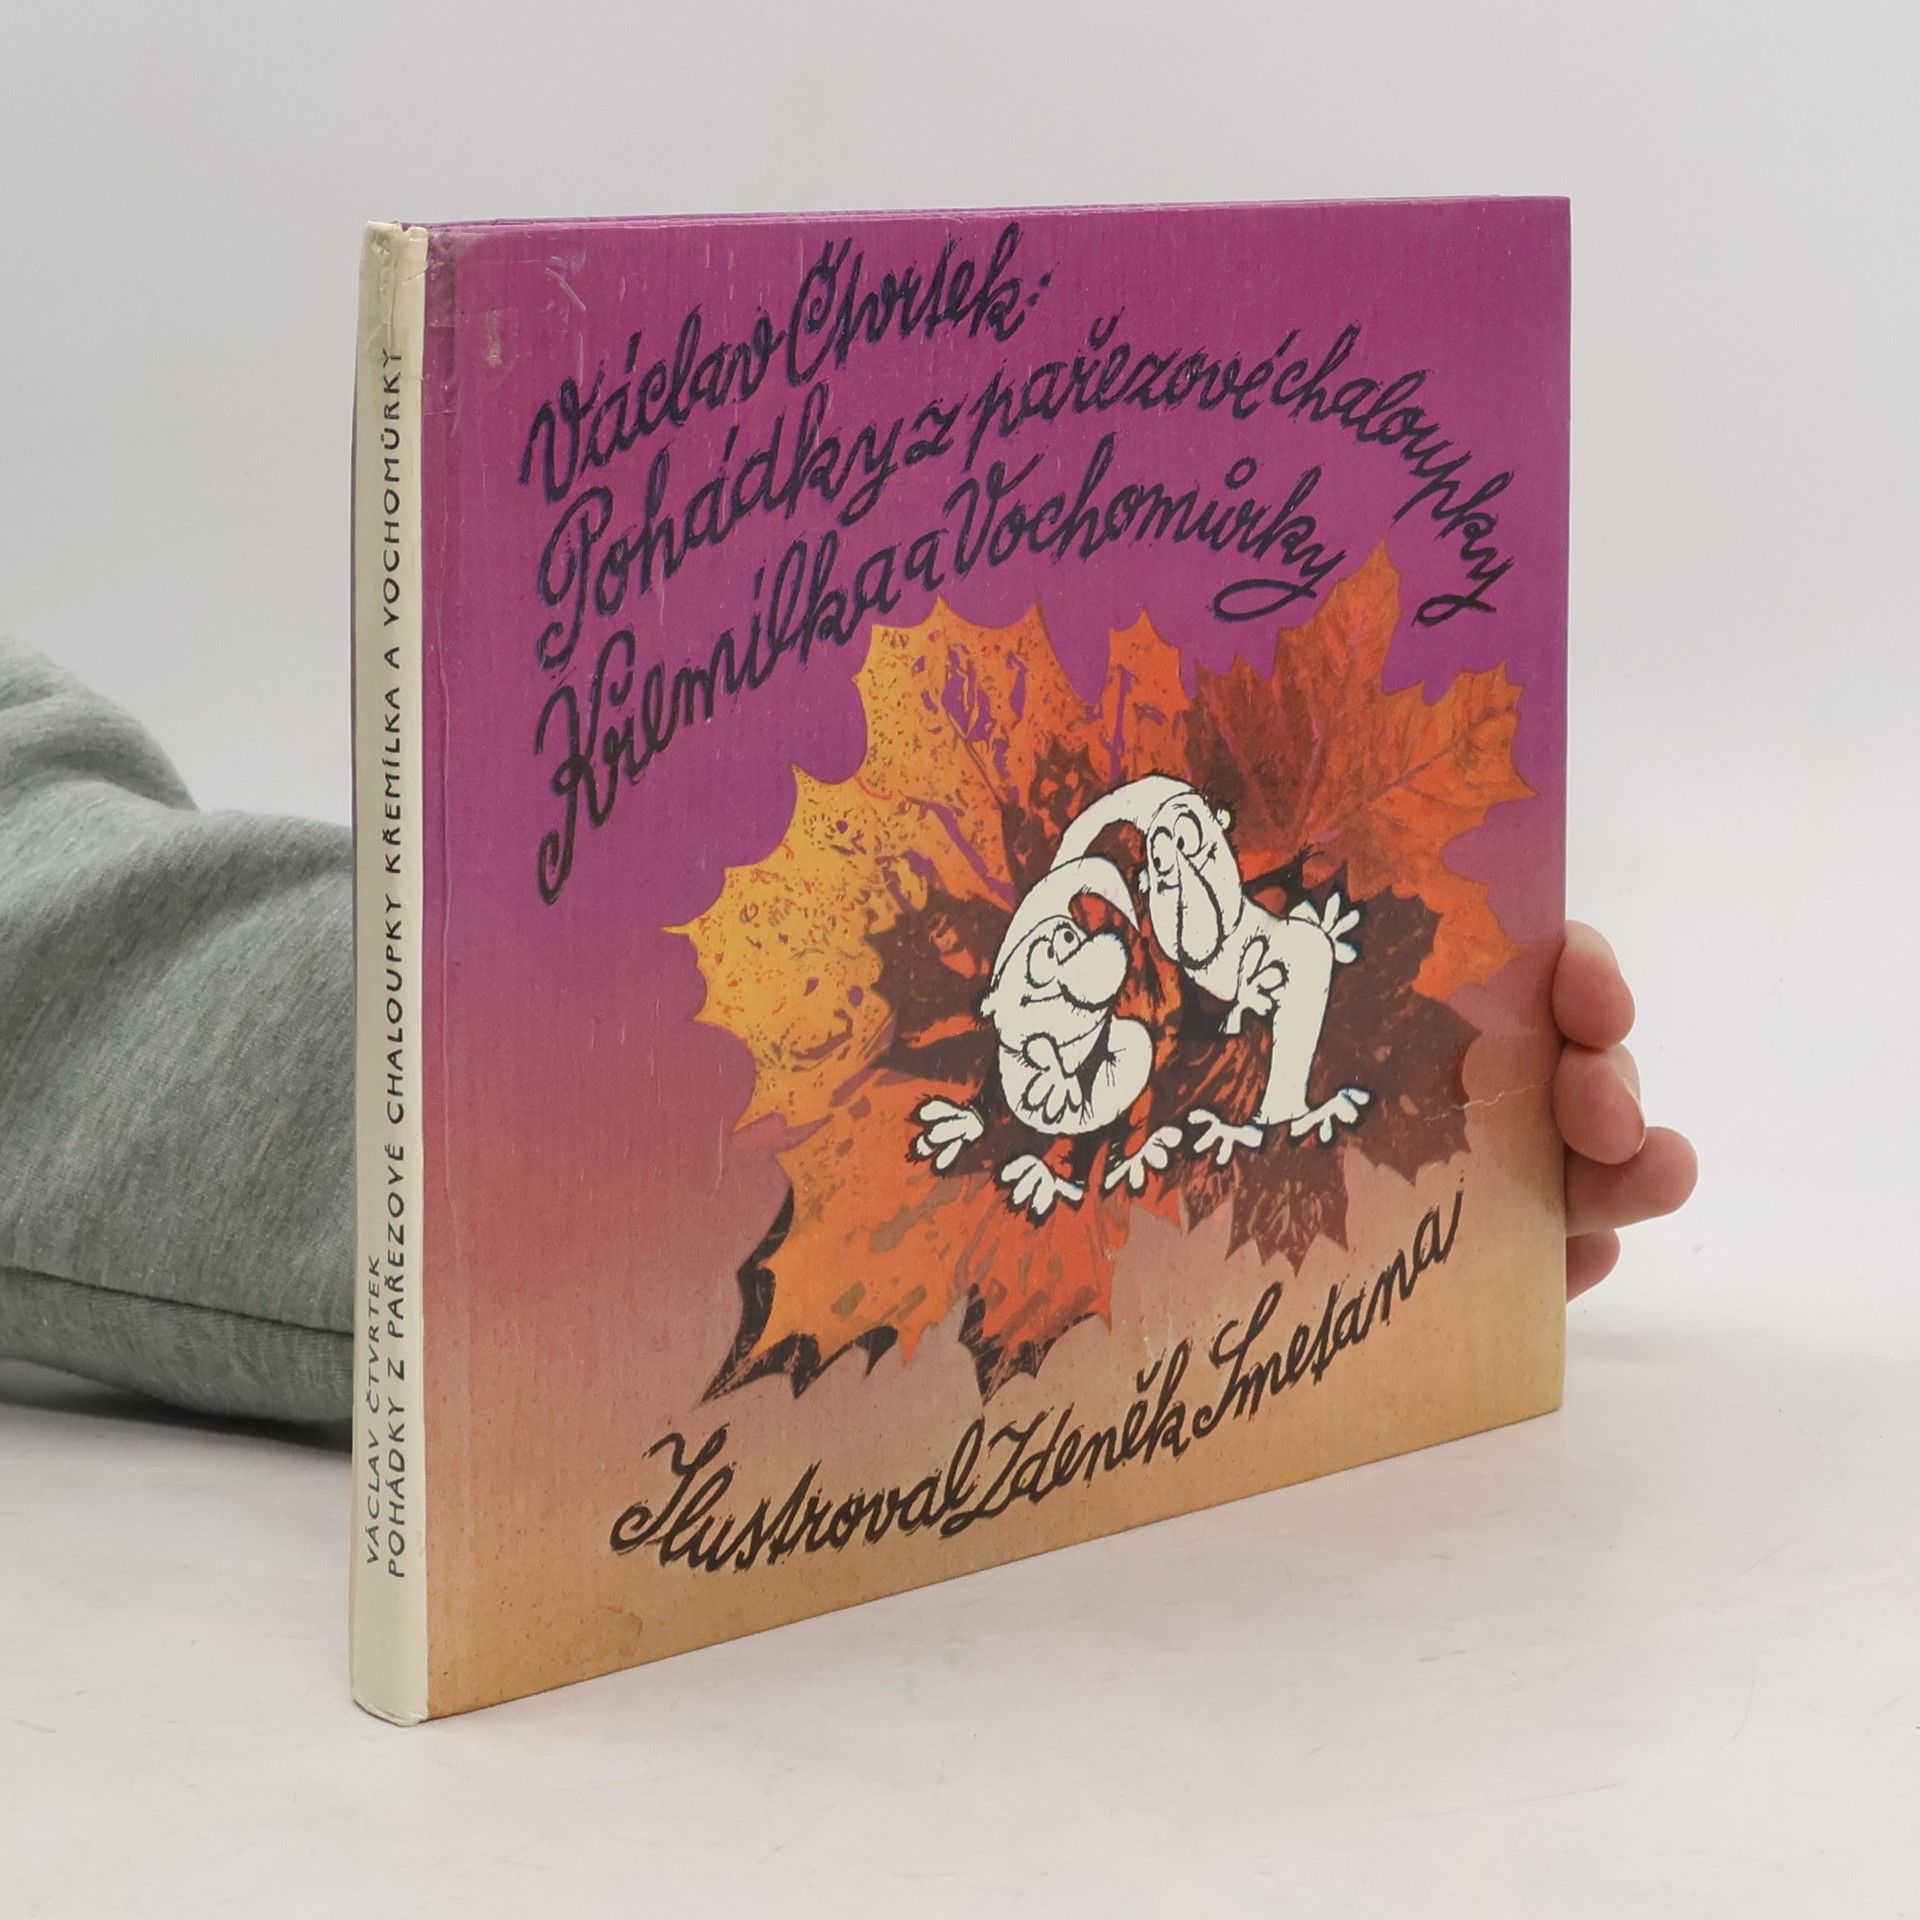 Václav Čtvrtek:
Pohádky z pařezové chaloupky
Křemílka a Vochomůrky
Ilustroval Zdeněk Smetana
VÁCLAV ČTVRTEK
POHÁDKY Z PAŘEZOVÉ CHALOUPKY KŘEMÍLKA A VOCHOMŮRKY